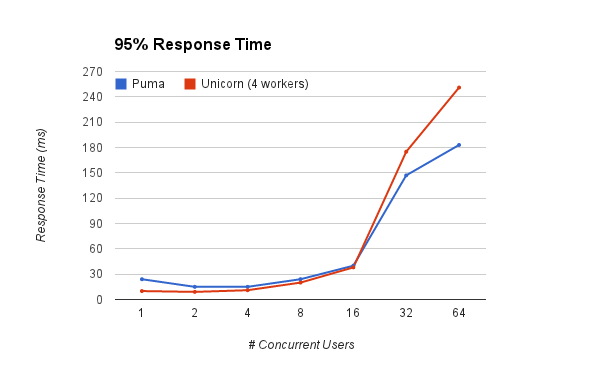 95% Response Time
Puma Unicorn (4 workers)
Response Time (ms)
270
240
210
180
150
120
90
60
30
0
1 2 4 8 16 32 64
# Concurrent Users